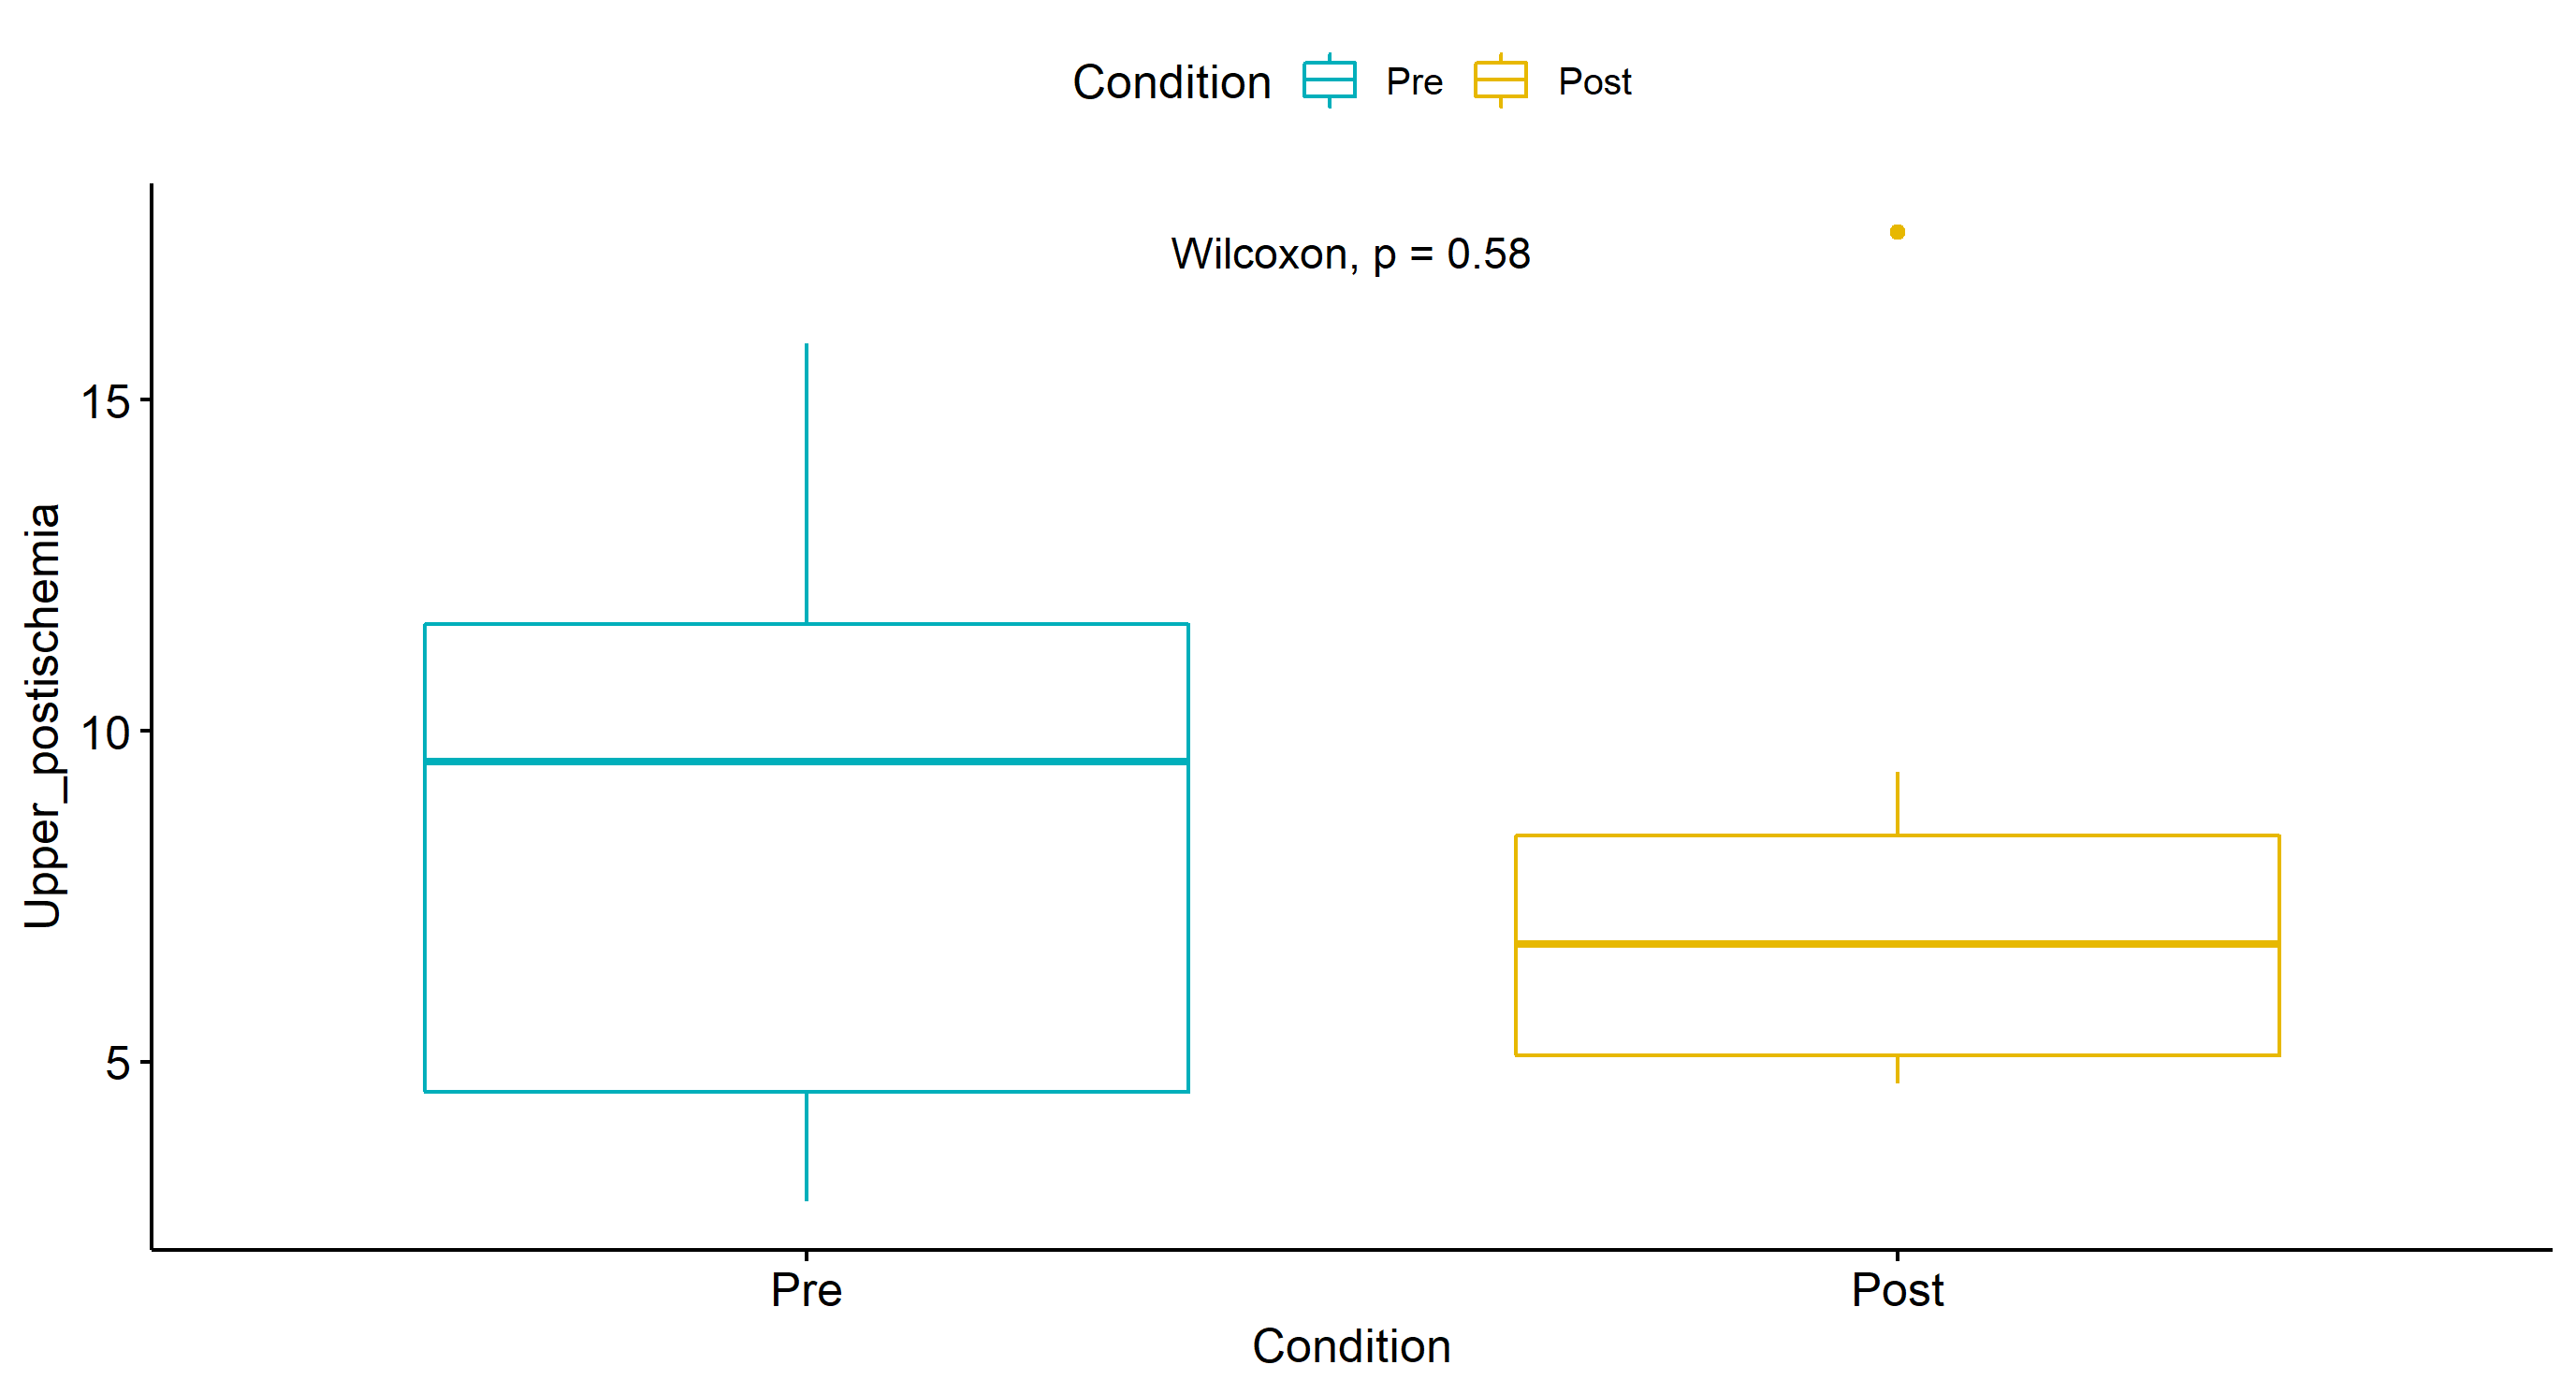 Condition Pre Post
Wilcoxon, p = 0.58
15
10
5
Upper_postischemia
Pre Post
Condition